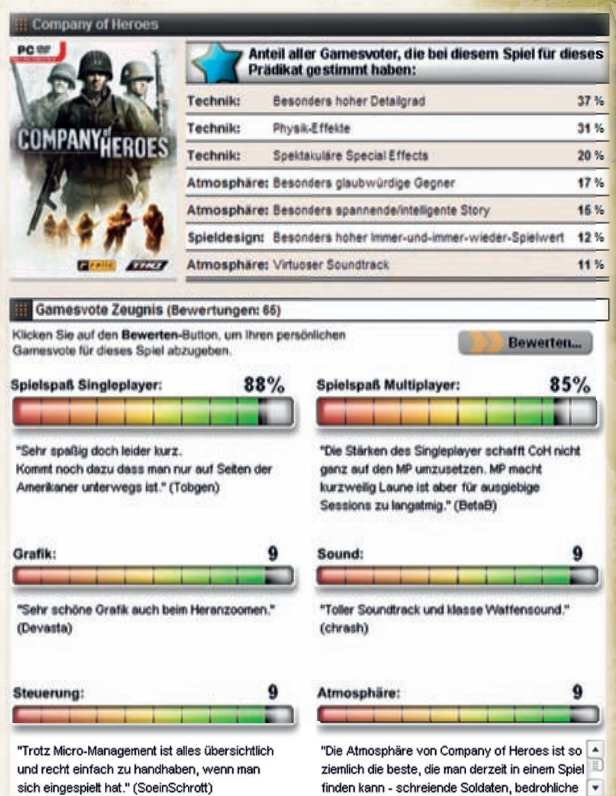 Company of Heroes
PC DVD
COMPANY of HEROES
RELIC THQ
Anteil aller Gamesvoter, die bei diesem Spiel für dieses
Prädikat gestimmt haben:
Technik: Besonders hoher Detailgrad 37 %
Technik: Physik-Effekte 31 %
Technik: Spektakuläre Special Effects 20 %
Atmosphäre: Besonders glaubwürdige Gegner 17 %
Atmosphäre: Besonders spannende/intelligente Story 15 %
Spieldesign: Besonders hoher Immer-und-immer-wieder-Spielwert 12 %
Atmosphäre: Virtuoser Soundtrack 11 %
Gamesvote Zeugnis (Bewertungen: 65)
Klicken Sie auf den Bewerten-Button, um Ihren persönlichen
Gamesvote für dieses Spiel abzugeben.
Bewerten...
Spielspaß Singleplayer: 88%
"Sehr spaßig doch leider kurz.
Kommt noch dazu dass man nur auf Seiten der
Amerikaner unterwegs ist." (Tobgen)
Spielspaß Multiplayer: 85%
"Die Stärken des Singleplayer schafft CoH nicht
ganz auf den MP umzusetzen. MP macht
kurzweilig Laune ist aber für ausgiebige
Sessions zu langatmig." (BetaB)
Grafik: 9
"Sehr schöne Grafik auch beim Heranzoomen."
(Devasta)
Sound: 9
"Toller Soundtrack und klasse Waffensound."
(chrash)
Steuerung: 9
"Trotz Micro-Management ist alles übersichtlich
und recht einfach zu handhaben, wenn man
sich eingespielt hat." (SoeinSchrott)
Atmosphäre: 9
"Die Atmosphäre von Company of Heroes ist so
ziemlich die beste, die man derzeit in einem Spiel
finden kann - schreiende Soldaten, bedrohliche